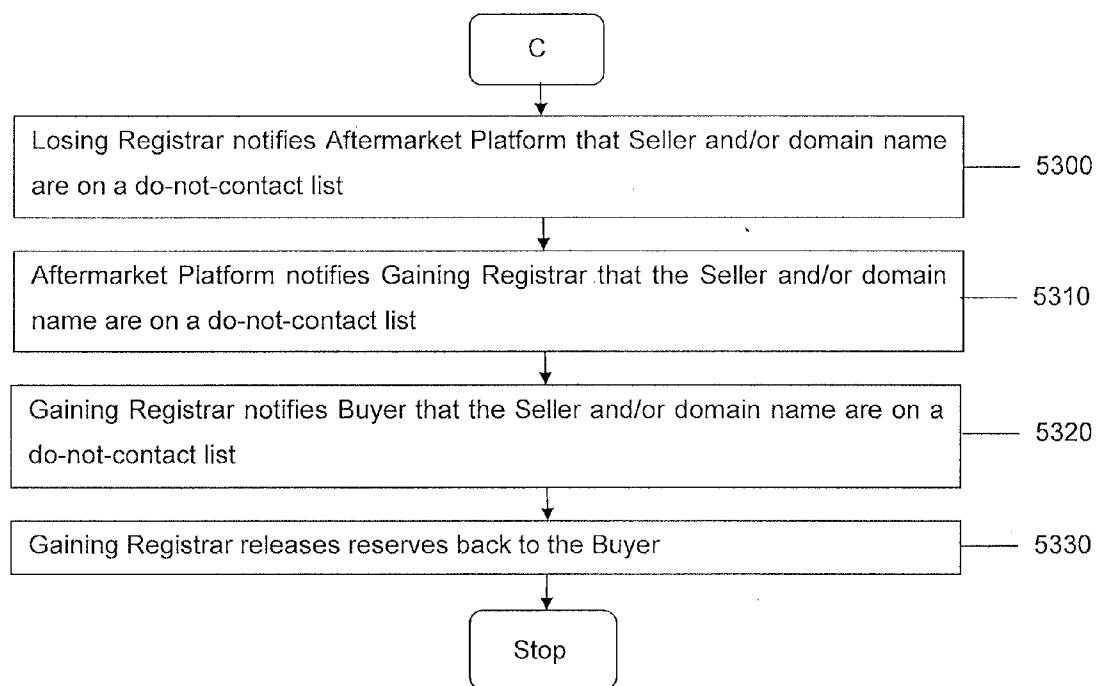 C
Losing Registrar notifies Aftermarket Platform that Seller and/or domain name
are on a do-not-contact list
5300
Aftermarket Platform notifies Gaining Registrar that the Seller and/or domain
name are on a do-not-contact list
5310
Gaining Registrar notifies Buyer that the Seller and/or domain name are on a
do-not-contact list
5320
Gaining Registrar releases reserves back to the Buyer
5330
Stop